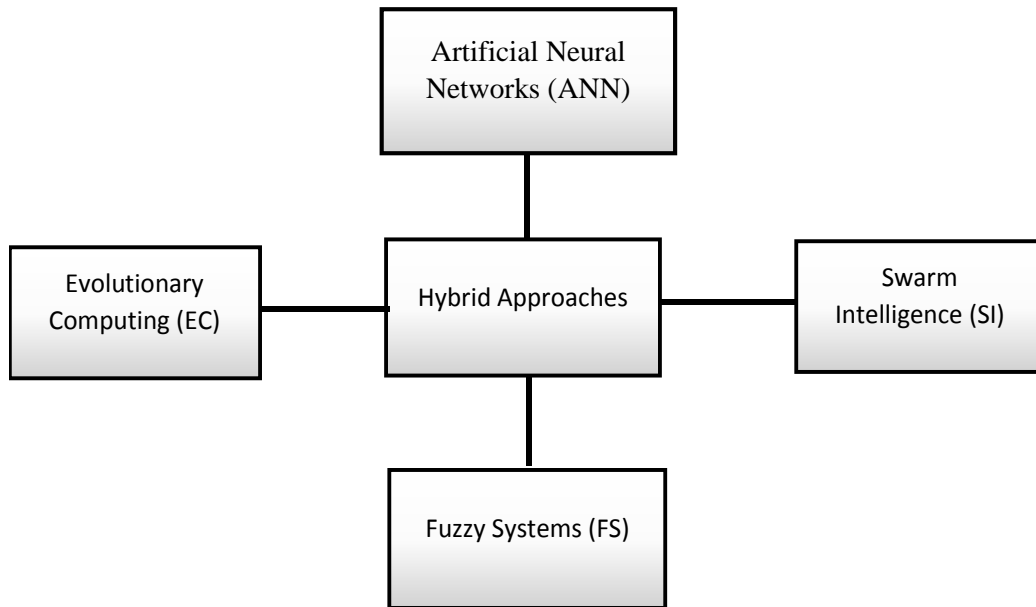 Artificial Neural
Networks (ANN)
Evolutionary
Computing (EC)
Hybrid Approaches
Swarm
Intelligence (SI)
Fuzzy Systems (FS)